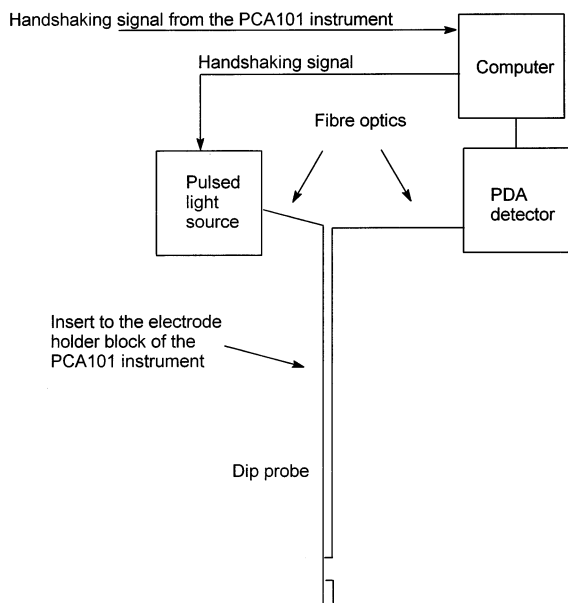 Handshaking signal from the PCA101 instrument
Computer
Handshaking signal
Fibre optics
Pulsed
light
source
PDA
detector
Insert to the electrode
holder block of the
PCA101 instrument
Dip probe